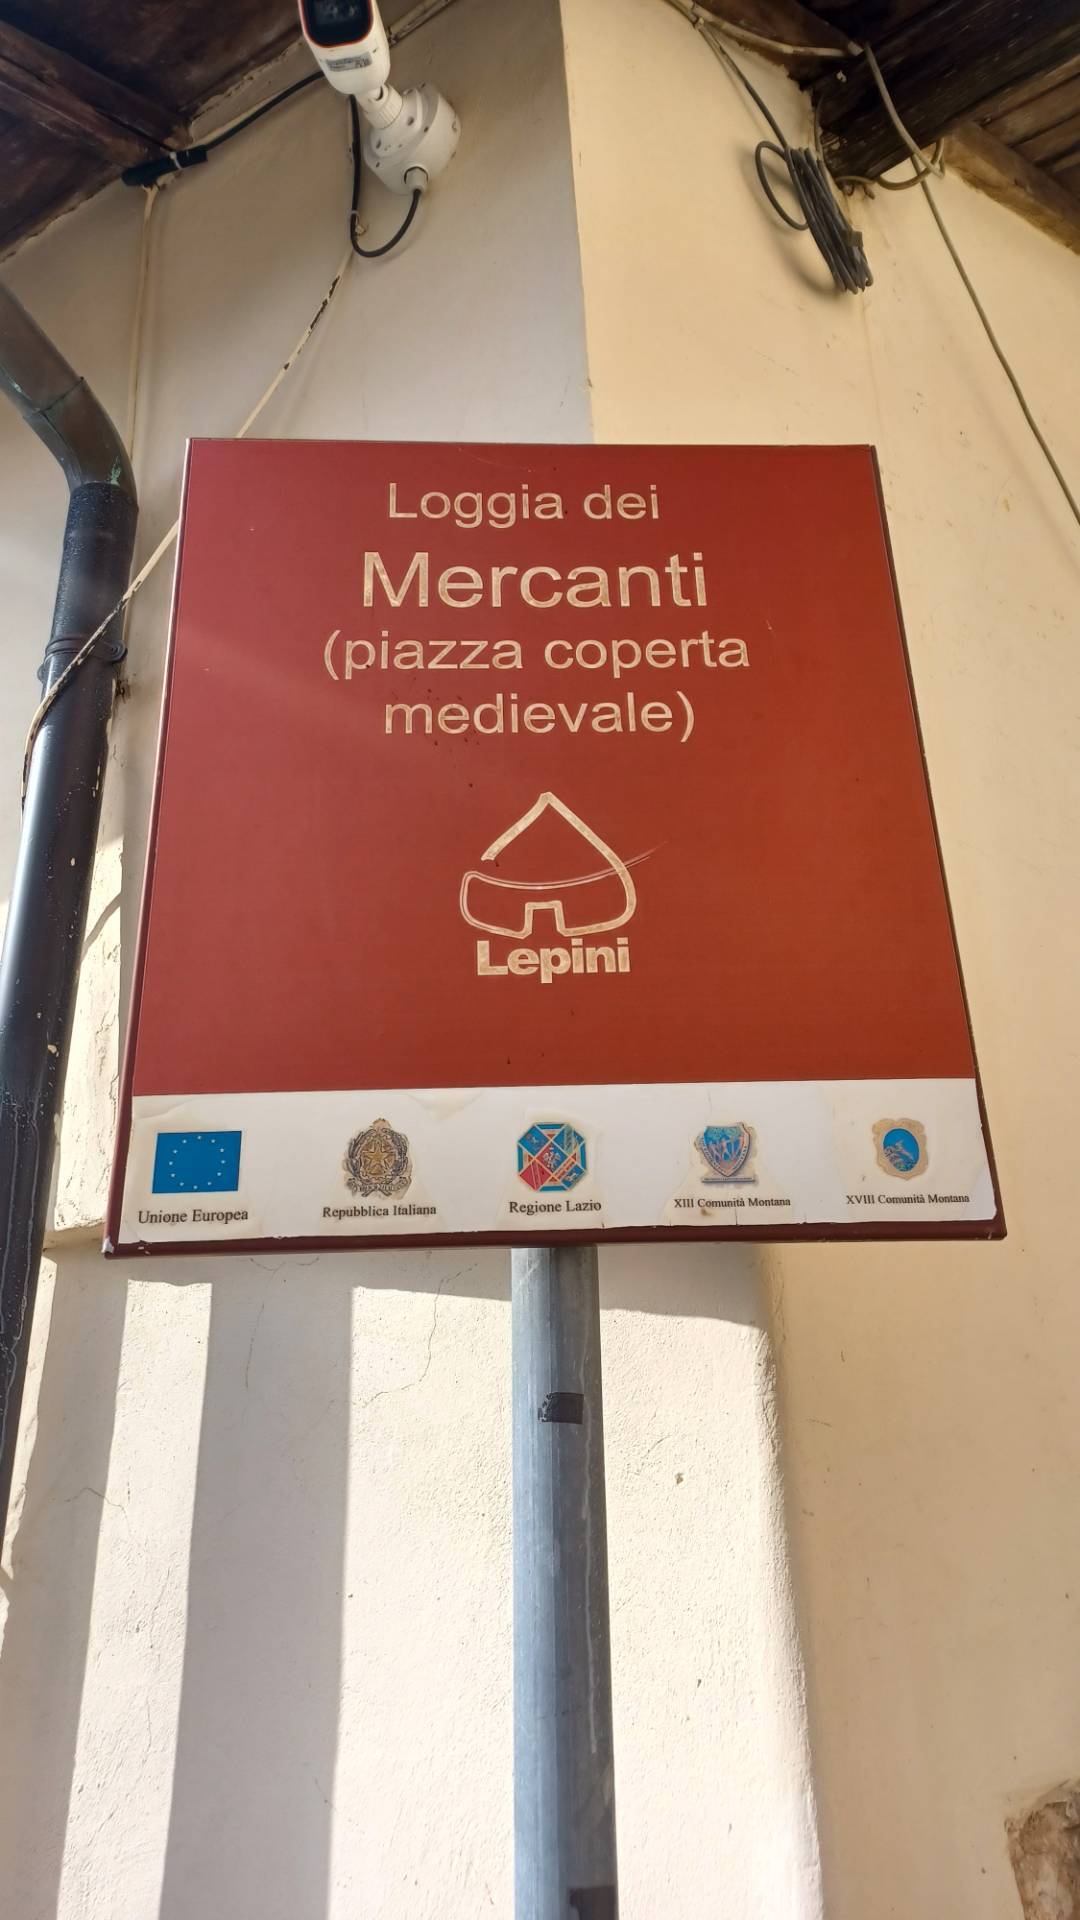 Loggia dei
Mercanti
(piazza coperta
medievale)
Lepini
Unione Europea
Repubblica Italiana
Regione Lazio
XIII Comunità Montana
XVIII Comunità Montana